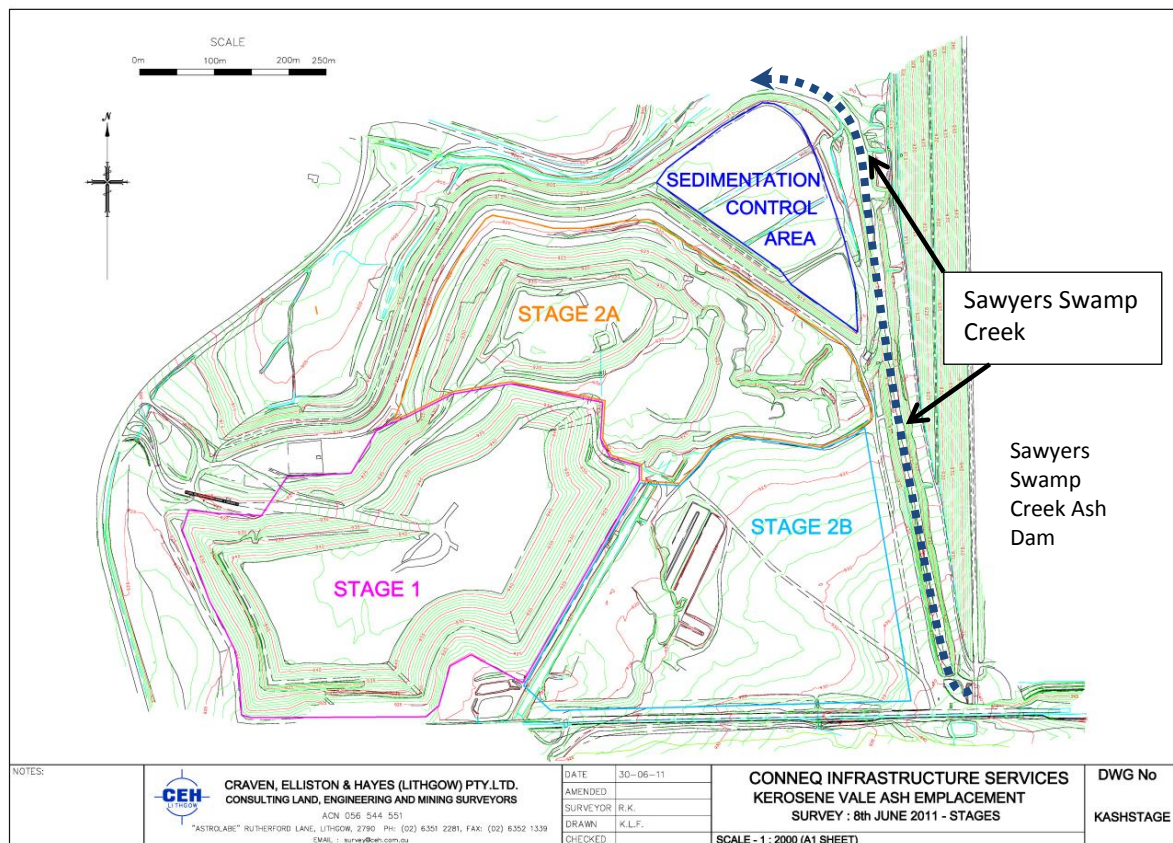 SCALE
0m 100m 200m 250m
N
SEDIMENTATION
CONTROL
AREA
Sawyers Swamp
Creek
STAGE 2A
Sawyers
Swamp
Creek Ash
Dam
STAGE 2B
STAGE 1
NOTES:
CEH
LITHGOW
CRAVEN, ELLISTON & HAYES (LITHGOW) PTY.LTD.
CONSULTING LAND, ENGINEERING AND MINING SURVEYORS
ACN 056 544 551
"ASTROLABE" RUTHERFORD LANE, LITHGOW, 2790 PH: (02) 6351 2281, FAX: (02) 6352 1339
EMAIL : survey@ceh.com.au
DATE 30-06-11
AMENDED
SURVEYOR R.K.
DRAWN K.L.F.
CHECKED
CONNEQ INFRASTRUCTURE SERVICES
KEROSENE VALE ASH EMPLACEMENT
SURVEY : 8th JUNE 2011 - STAGES
SCALE - 1 : 2000 (A1 SHEET)
DWG No
KASHSTAGE